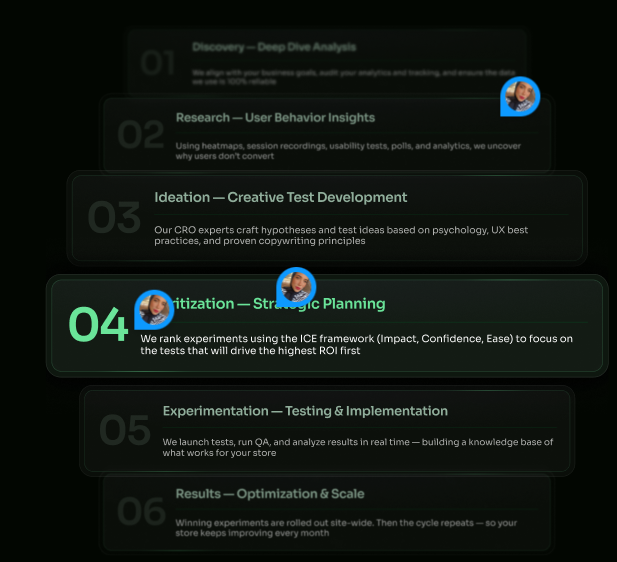 01
Discovery — Deep Dive Analysis
We align with your business goals, audit your analytics and tracking, and ensure the data
we use is 100% reliable
02
Research — User Behavior Insights
Using heatmaps, session recordings, usability tests, polls, and analytics, we uncover
why users don't convert
03
Ideation — Creative Test Development
Our CRO experts craft hypotheses and test ideas based on psychology, UX best
practices, and proven copywriting principles
04
ritization — Strategic Planning
We rank experiments using the ICE framework (Impact, Confidence, Ease) to focus on
the tests that will drive the highest ROI first
05
Experimentation — Testing & Implementation
We launch tests, run QA, and analyze results in real time — building a knowledge base of
what works for your store
06
Results — Optimization & Scale
Winning experiments are rolled out site-wide. Then the cycle repeats — so your
store keeps improving every month